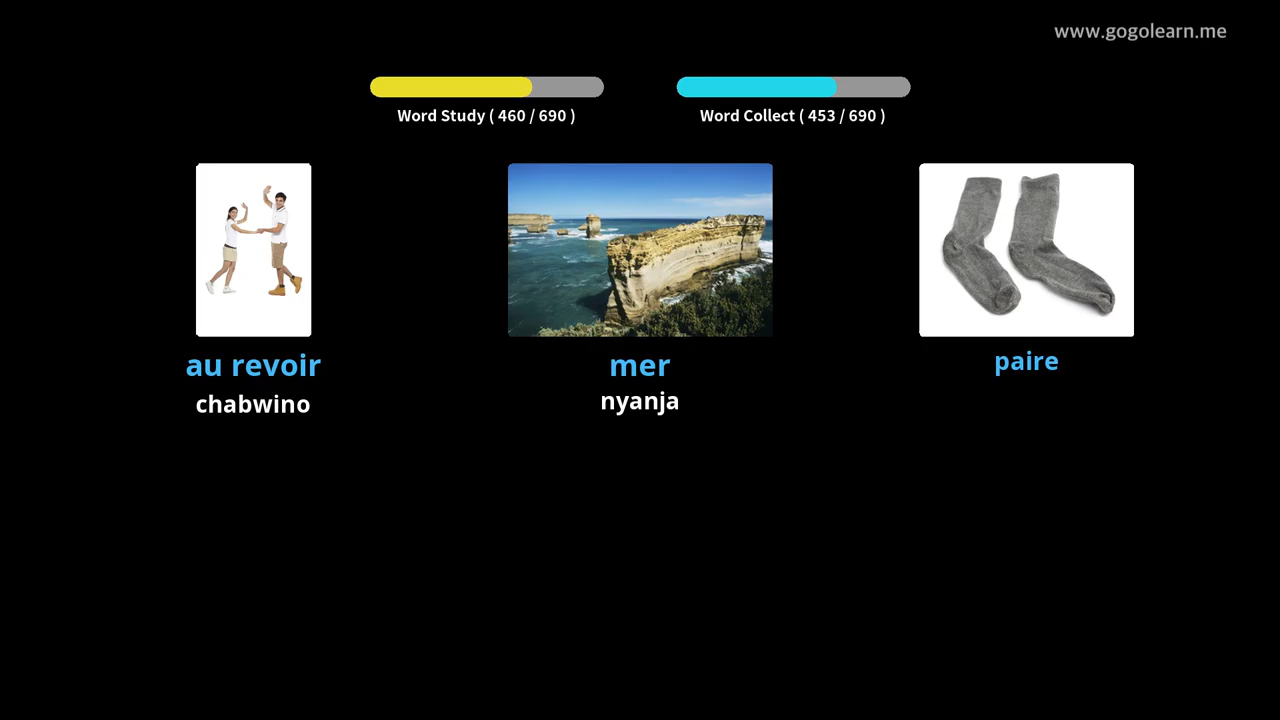 www.gogolearn.me
Word Study ( 460 / 690 )
Word Collect ( 453 / 690 )
au revoir
chabwino
mer
nyanja
paire